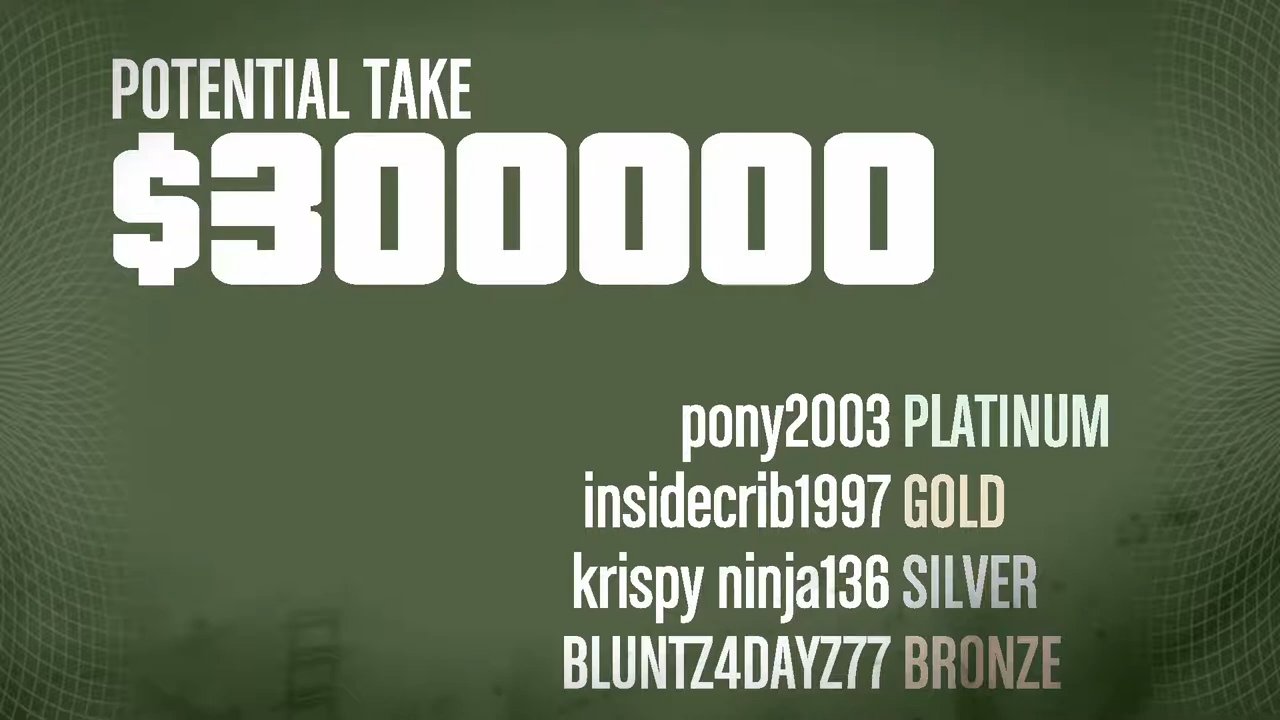 POTENTIAL TAKE
$300000
pony2003 PLATINUM
insidecrib1997 GOLD
krispy ninja136 SILVER
BLUNTZ4DAYZ77 BRONZE